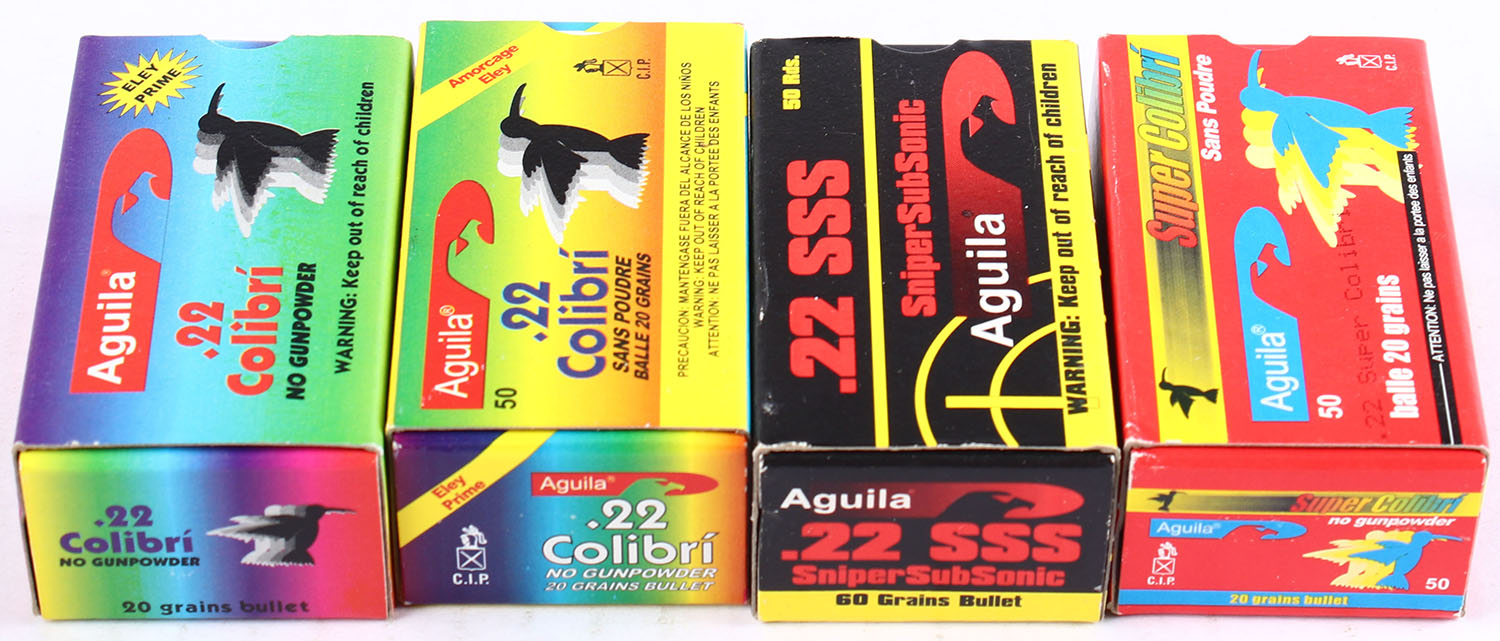 ELEY
PRIME
Aguila®
.22
Colibrí
NO GUNPOWDER
WARNING: Keep out of reach of children
.22
Colibrí
NO GUNPOWDER
20 grains bullet
Amorcage
Eley
C.I.P.
Aguila®
50
.22
Colibrí
SANS POUDRE
BALLE 20 GRAINS
PRECAUCION: MANTENGASE FUERA DEL ALCANCE DE LOS NIÑOS
WARNING: KEEP OUT OF REACH OF CHILDREN
ATTENTION: NE PAS LAISSER A LA PORTEE DES ENFANTS
Eley
Prime
C.I.P.
Aguila®
.22
Colibrí
NO GUNPOWDER
20 GRAINS BULLET
50 Rds.
.22 SSS
SniperSubSonic
Aguila®
WARNING: Keep out of reach of children
Aguila®
.22 SSS
SniperSubSonic
60 Grains Bullet
Super Colibrí
Sans Poudre
C.I.P.
Aguila®
50
.22 Super Colibri
balle 20 grains
ATTENTION: Ne pas laisser a la portee des enfants
Super Colibrí
no gunpowder
Aguila®
C.I.P.
50
20 grains bullet